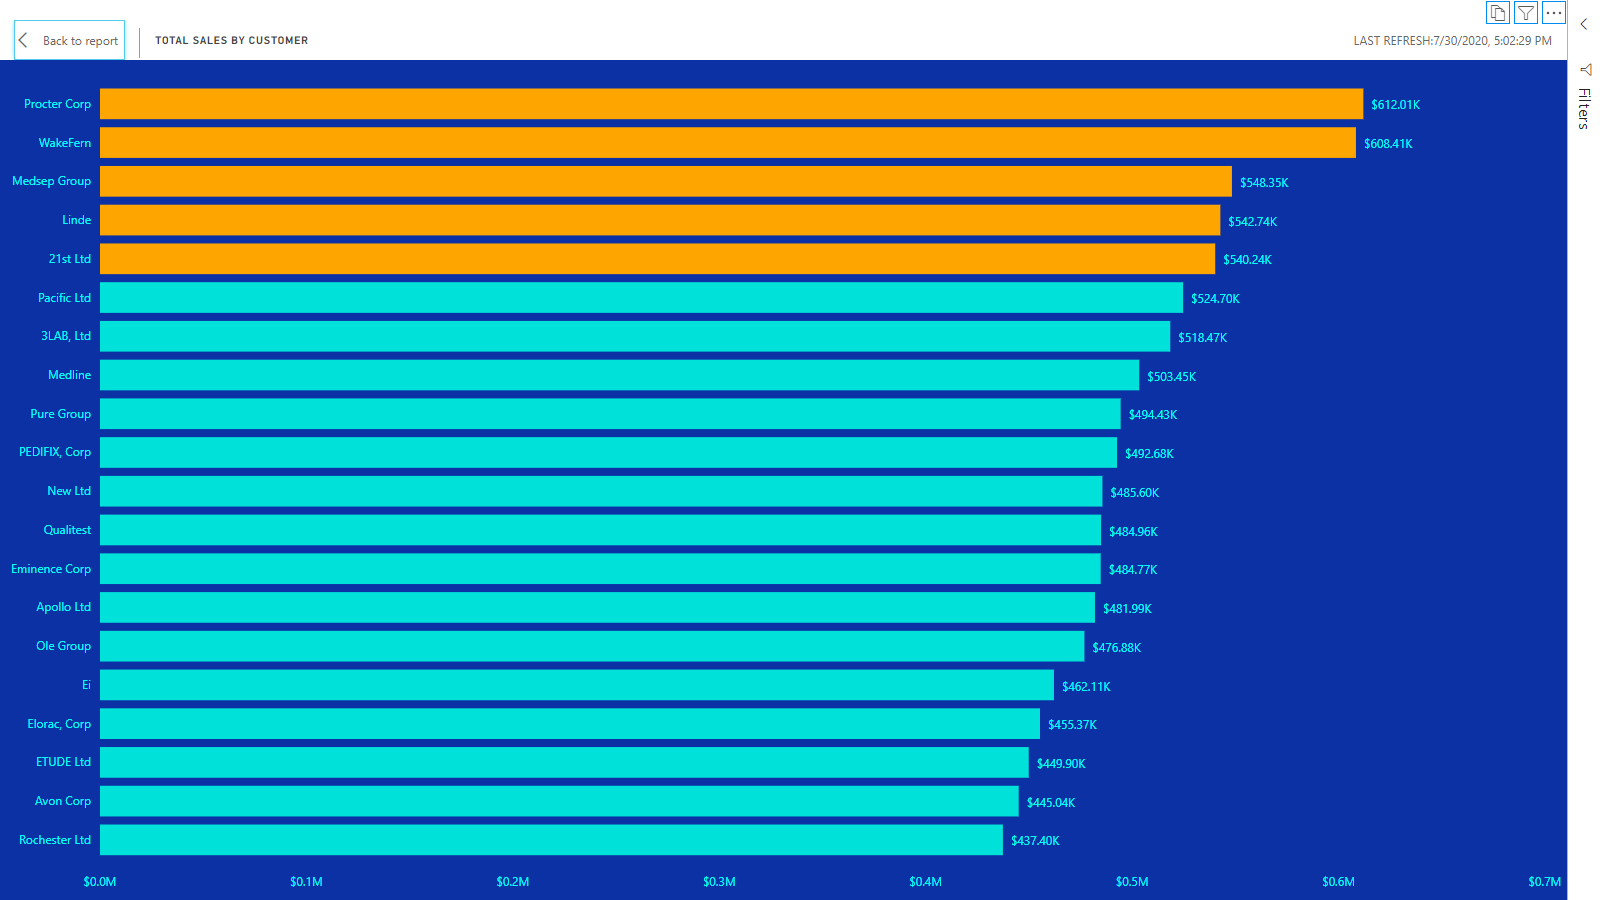 Back to report
TOTAL SALES BY CUSTOMER
LAST REFRESH:7/30/2020, 5:02:29 PM
Filters
Procter Corp $612.01K
WakeFern $608.41K
Medsep Group $548.35K
Linde $542.74K
21st Ltd $540.24K
Pacific Ltd $524.70K
3LAB, Ltd $518.47K
Medline $503.45K
Pure Group $494.43K
PEDIFIX, Corp $492.68K
New Ltd $485.60K
Qualitest $484.96K
Eminence Corp $484.77K
Apollo Ltd $481.99K
Ole Group $476.88K
Ei $462.11K
Elorac, Corp $455.37K
ETUDE Ltd $449.90K
Avon Corp $445.04K
Rochester Ltd $437.40K
$0.0M $0.1M $0.2M $0.3M $0.4M $0.5M $0.6M $0.7M